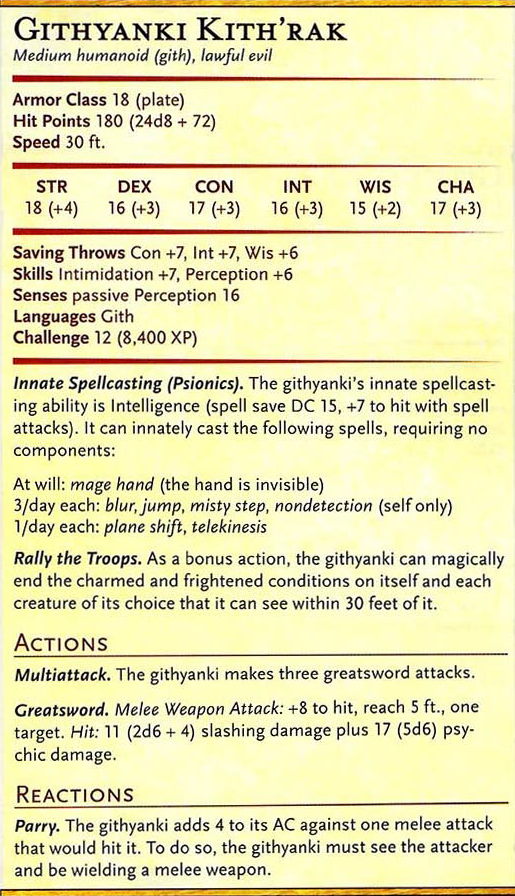 GITHYANKI KITH'RAK
Medium humanoid (gith), lawful evil
Armor Class 18 (plate)
Hit Points 180 (24d8 + 72)
Speed 30 ft.
STR DEX CON INT WIS CHA
18 (+4) 16 (+3) 17 (+3) 16 (+3) 15 (+2) 17 (+3)
Saving Throws Con +7, Int +7, Wis +6
Skills Intimidation +7, Perception +6
Senses passive Perception 16
Languages Gith
Challenge 12 (8,400 XP)
Innate Spellcasting (Psionics). The githyanki's innate spellcast-
ing ability is Intelligence (spell save DC 15, +7 to hit with spell
attacks). It can innately cast the following spells, requiring no
components:
At will: mage hand (the hand is invisible)
3/day each: blur, jump, misty step, nondetection (self only)
1/day each: plane shift, telekinesis
Rally the Troops. As a bonus action, the githyanki can magically
end the charmed and frightened conditions on itself and each
creature of its choice that it can see within 30 feet of it.
ACTIONS
Multiattack. The githyanki makes three greatsword attacks.
Greatsword. Melee Weapon Attack: +8 to hit, reach 5 ft., one
target. Hit: 11 (2d6 + 4) slashing damage plus 17 (5d6) psy-
chic damage.
REACTIONS
Parry. The githyanki adds 4 to its AC against one melee attack
that would hit it. To do so, the githyanki must see the attacker
and be wielding a melee weapon.